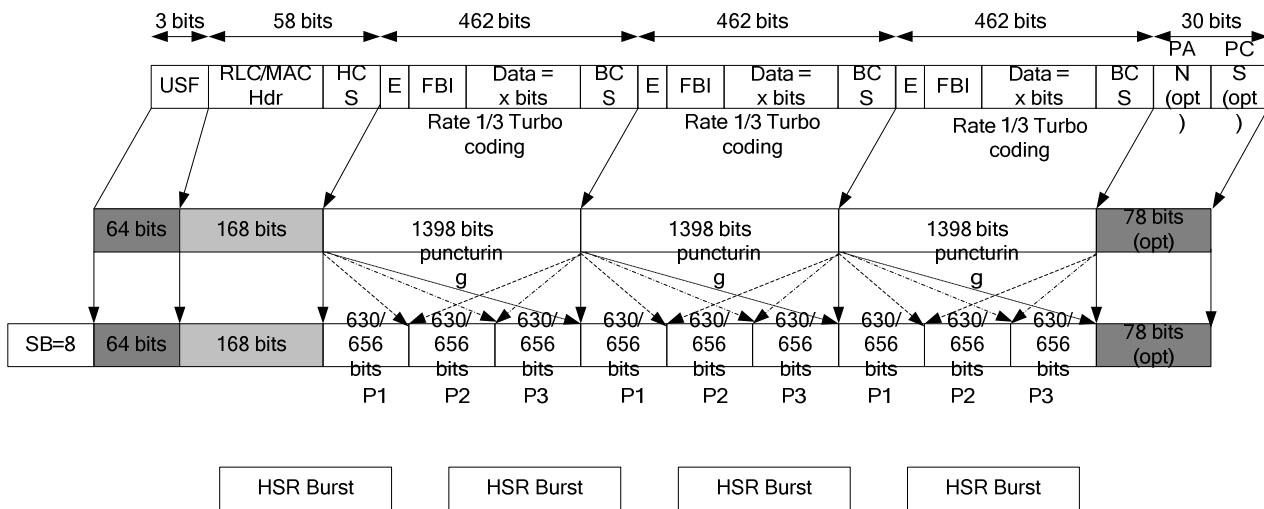 3 bits 58 bits 462 bits 462 bits 462 bits 30 bits
USF
RLC/MAC
Hdr
HC
S
E
FBI
Data =
x bits
BC
S
E
FBI
Data =
x bits
BC
S
E
FBI
Data =
x bits
BC
S
PA
N
(opt
)
PC
S
(opt
)
Rate 1/3 Turbo
coding
Rate 1/3 Turbo
coding
Rate 1/3 Turbo
coding
64 bits
168 bits
1398 bits
puncturin
g
1398 bits
puncturin
g
1398 bits
puncturin
g
78 bits
(opt)
SB=8
64 bits
168 bits
630/
656
bits
P1
630/
656
bits
P2
630/
656
bits
P3
630/
656
bits
P1
630/
656
bits
P2
630/
656
bits
P3
630/
656
bits
P1
630/
656
bits
P2
630/
656
bits
P3
78 bits
(opt)
HSR Burst
HSR Burst
HSR Burst
HSR Burst